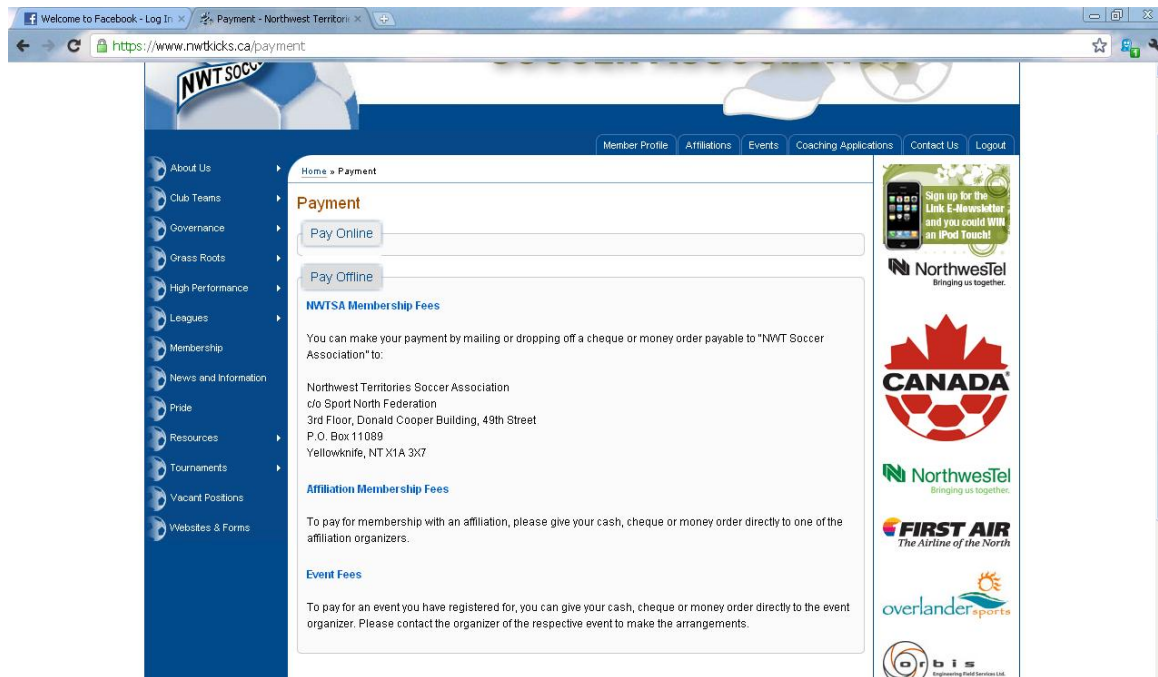 Welcome to Facebook - Log In
Payment - Northwest Territori
https://www.nwtkicks.ca/payment
NWT SOCC
Member Profile
Affiliations
Events
Coaching Applications
Contact Us
Logout
About Us
Club Teams
Governance
Grass Roots
High Performance
Leagues
Membership
News and Information
Pride
Resources
Tournaments
Vacant Positions
Websites & Forms
Home » Payment
Payment
Pay Online
Pay Offline
NWTSA Membership Fees
You can make your payment by mailing or dropping off a cheque or money order payable to "NWT Soccer
Association" to:
Northwest Territories Soccer Association
c/o Sport North Federation
3rd Floor, Donald Cooper Building, 49th Street
P.O. Box 11089
Yellowknife, NT X1A 3X7
Affiliation Membership Fees
To pay for membership with an affiliation, please give your cash, cheque or money order directly to one of the
affiliation organizers.
Event Fees
To pay for an event you have registered for, you can give your cash, cheque or money order directly to the event
organizer. Please contact the organizer of the respective event to make the arrangements.
Sign up for the
Link E-Newsletter
and you could WIN
an iPod Touch!
NorthwesTel
Bringing us together.
CANADA
NorthwesTel
Bringing us together.
FIRST AIR
The Airline of the North
overlander sports
orbis
Engineering Field Services Ltd.